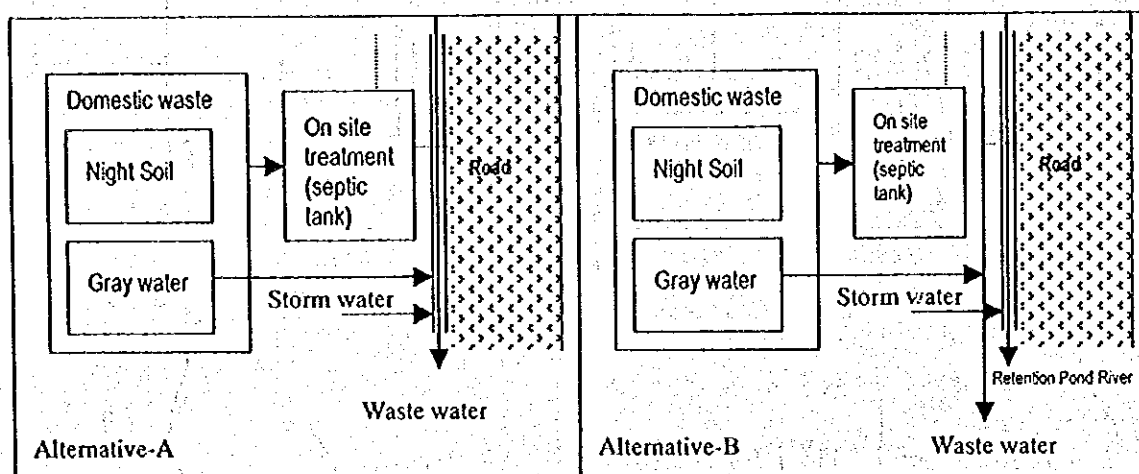 Domestic waste
Night Soil
Gray water
On site
treatment
(septic
tank)
Road
Storm water
Waste water
Alternative-A
Domestic waste
Night Soil
Gray water
On site
treatment
(septic
tank)
Road
Storm water
Retention Pond River
Waste water
Alternative-B